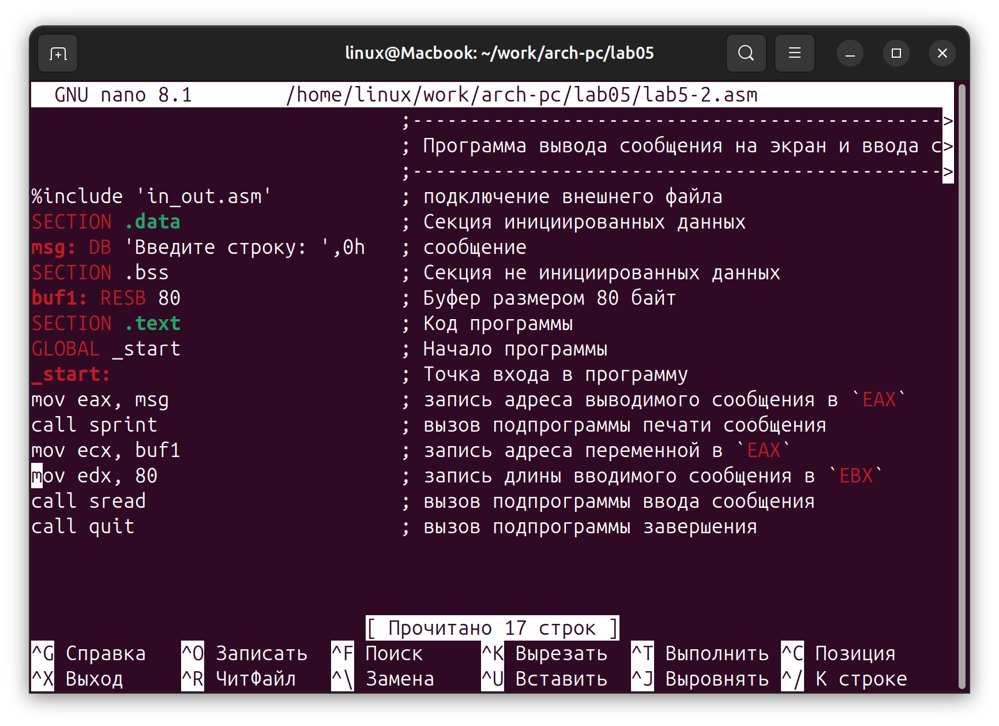 linux@Macbook: ~/work/arch-pc/lab05
GNU nano 8.1 /home/linux/work/arch-pc/lab05/lab5-2.asm
;---------------------------------------------->
; Программа вывода сообщения на экран и ввода с>
;---------------------------------------------->
%include 'in_out.asm' ; подключение внешнего файла
SECTION .data ; Секция инициированных данных
msg: DB 'Введите строку: ',0h ; сообщение
SECTION .bss ; Секция не инициированных данных
buf1: RESB 80 ; Буфер размером 80 байт
SECTION .text ; Код программы
GLOBAL _start ; Начало программы
_start: ; Точка входа в программу
mov eax, msg ; запись адреса выводимого сообщения в `EAX`
call sprint ; вызов подпрограммы печати сообщения
mov ecx, buf1 ; запись адреса переменной в `EAX`
mov edx, 80 ; запись длины вводимого сообщения в `EBX`
call sread ; вызов подпрограммы ввода сообщения
call quit ; вызов подпрограммы завершения
[ Прочитано 17 строк ]
^G Справка ^O Записать ^F Поиск ^K Вырезать ^T Выполнить ^C Позиция
^X Выход ^R ЧитФайл ^\ Замена ^U Вставить ^J Выровнять ^/ К строке